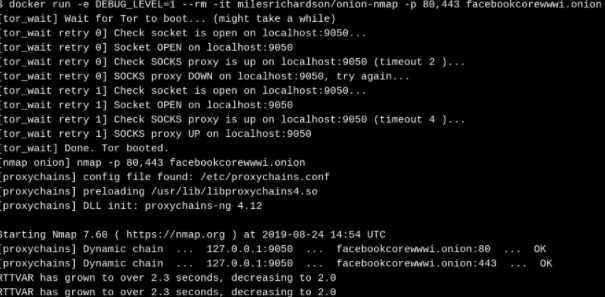 $ docker run -e DEBUG_LEVEL=1 --rm -it milesrichardson/onion-nmap -p 80,443 facebookcorewwwi.onion
[tor_wait] Wait for Tor to boot... (might take a while)
[tor_wait retry 0] Check socket is open on localhost:9050...
[tor_wait retry 0] Socket OPEN on localhost:9050
[tor_wait retry 0] Check SOCKS proxy is up on localhost:9050 (timeout 2 )...
[tor_wait retry 0] SOCKS proxy DOWN on localhost:9050, try again...
[tor_wait retry 1] Check socket is open on localhost:9050...
[tor_wait retry 1] Socket OPEN on localhost:9050
[tor_wait retry 1] Check SOCKS proxy is up on localhost:9050 (timeout 4 )...
[tor_wait retry 1] SOCKS proxy UP on localhost:9050
[tor_wait] Done. Tor booted.
[nmap onion] nmap -p 80,443 facebookcorewwwi.onion
[proxychains] config file found: /etc/proxychains.conf
[proxychains] preloading /usr/lib/libproxychains4.so
[proxychains] DLL init: proxychains-ng 4.12
Starting Nmap 7.60 ( https://nmap.org ) at 2019-08-24 14:54 UTC
[proxychains] Dynamic chain ... 127.0.0.1:9050 ... facebookcorewwwi.onion:80 ... OK
[proxychains] Dynamic chain ... 127.0.0.1:9050 ... facebookcorewwwi.onion:443 ... OK
RTTVAR has grown to over 2.3 seconds, decreasing to 2.0
RTTVAR has grown to over 2.3 seconds, decreasing to 2.0